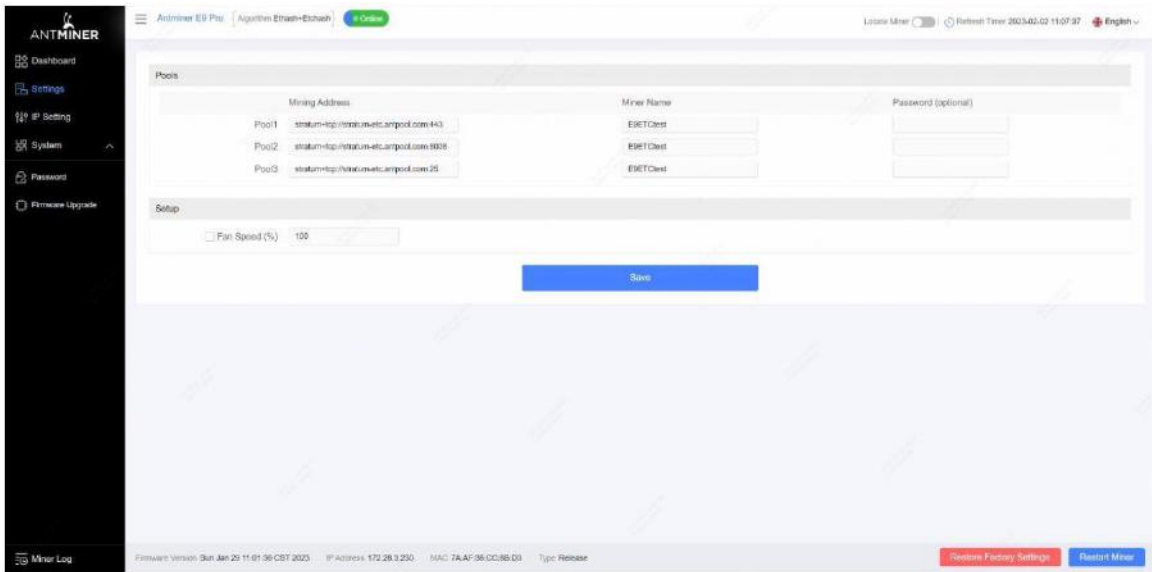 ANTMINER
Antminer E9 Pro Algorithm Ethash+Etchash Online
Locate Miner Refresh Timer 2023-02-02 11:07:37 English
Dashboard
Settings
IP Setting
System
Password
Firmware Upgrade
Pools
Mining Address Miner Name Password (optional)
Pool1 stratum+tcp://stratum-etc.antpool.com:443 E9ETCtest
Pool2 stratum+tcp://stratum-etc.antpool.com: E9ETCtest
Pool3 stratum+tcp://stratum-etc.antpool.com:25 E9ETCtest
Setup
Fan Speed (%) 100
Save
Miner Log
Firmware Version Sun Jan 29 11:01:36 CST 2023 IP Address 172.28.3.230 MAC Type Release
Restore Factory Settings Restart Miner